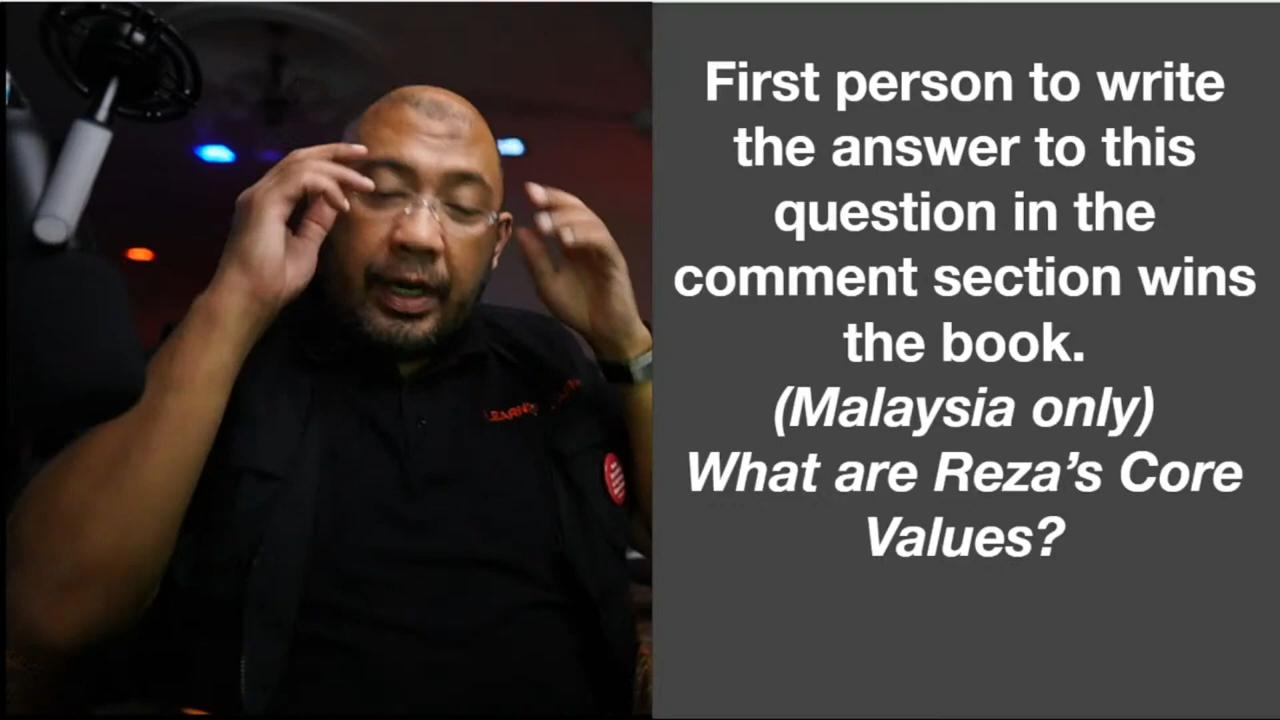 First person to write
the answer to this
question in the
comment section wins
the book.
(Malaysia only)
What are Reza’s Core
Values?